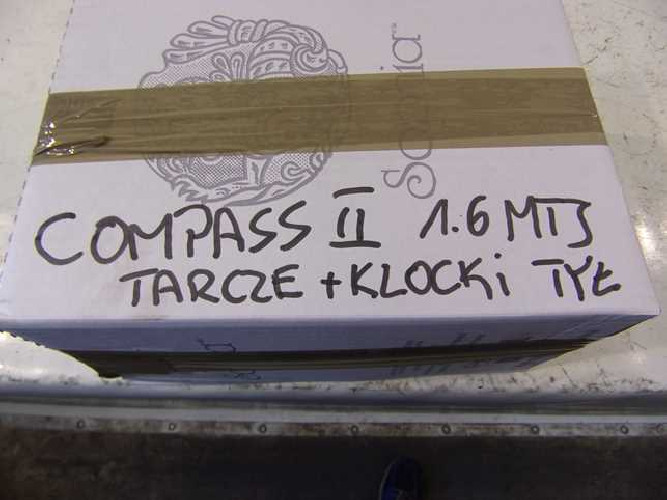 COMPASS II 1.6 MTJ
TARCZE + KLOCKi TYŁ